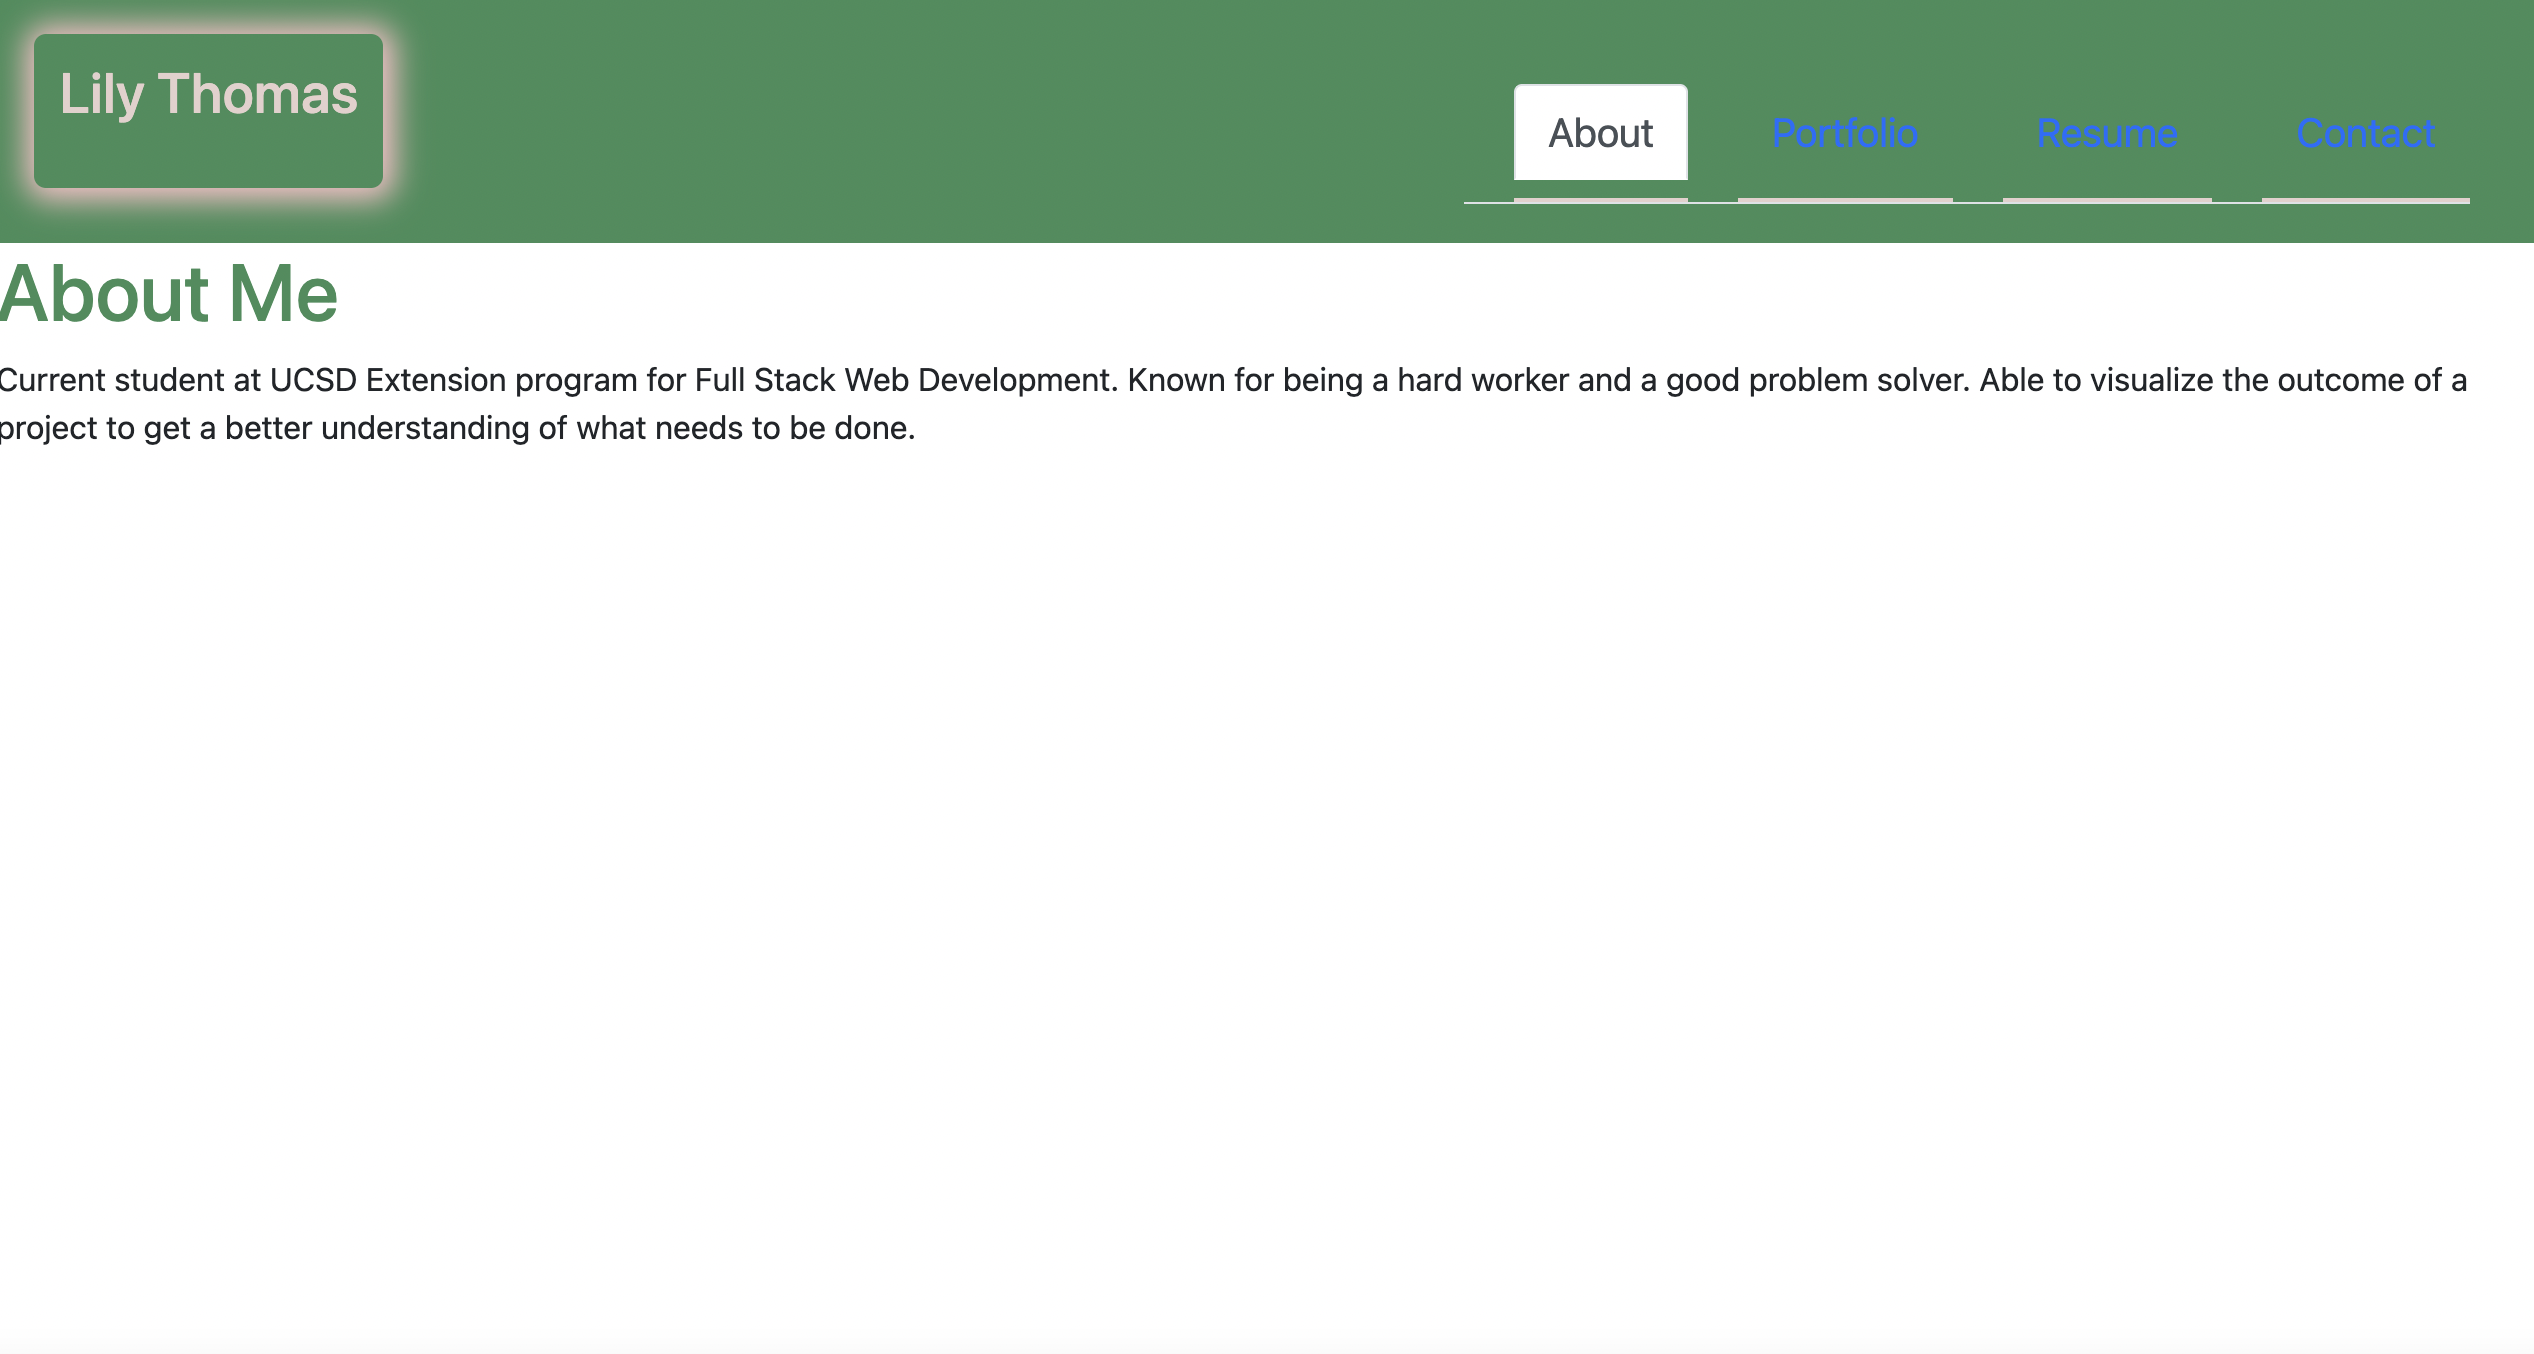 Lily Thomas
About Portfolio Resume Contact
About Me
Current student at UCSD Extension program for Full Stack Web Development. Known for being a hard worker and a good problem solver. Able to visualize the outcome of a
project to get a better understanding of what needs to be done.